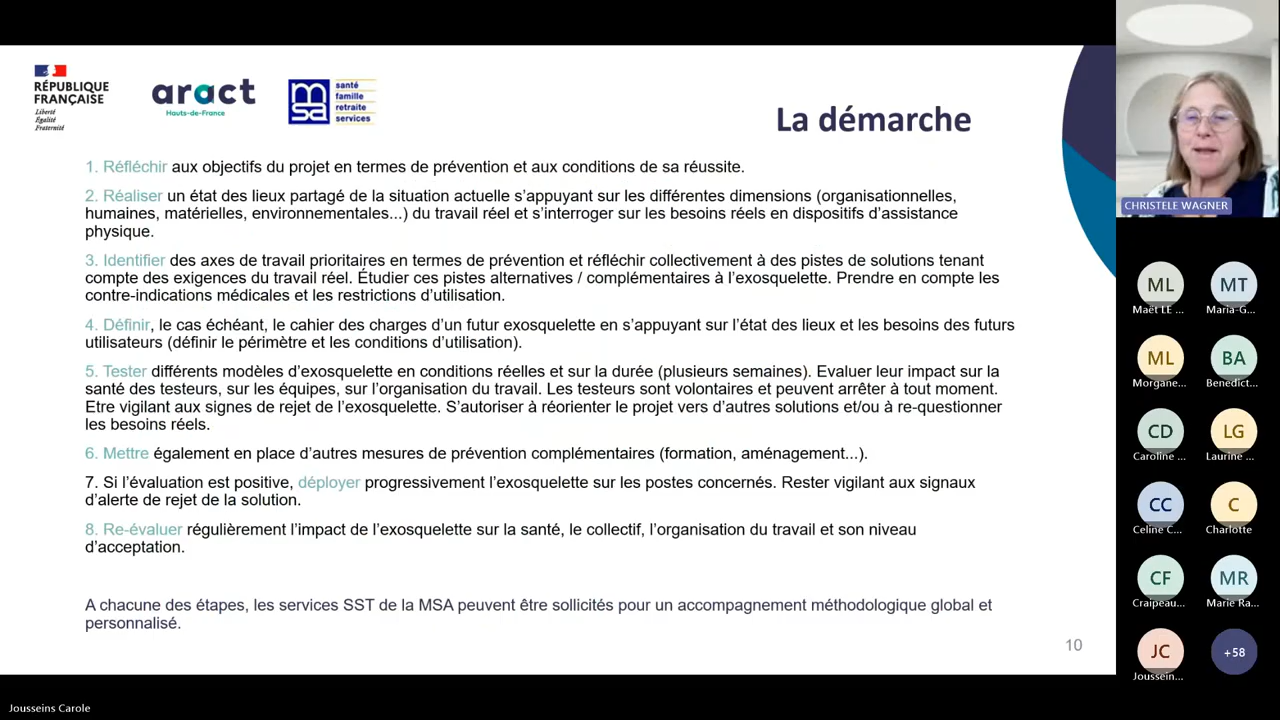 RÉPUBLIQUE
FRANÇAISE
Liberté
Égalité
Fraternité
aract
Hauts-de-France
msa
santé
famille
retraite
services
La démarche
1. Réfléchir aux objectifs du projet en termes de prévention et aux conditions de sa réussite.
2. Réaliser un état des lieux partagé de la situation actuelle s’appuyant sur les différentes dimensions (organisationnelles,
humaines, matérielles, environnementales...) du travail réel et s’interroger sur les besoins réels en dispositifs d’assistance
physique.
3. Identifier des axes de travail prioritaires en termes de prévention et réfléchir collectivement à des pistes de solutions tenant
compte des exigences du travail réel. Étudier ces pistes alternatives / complémentaires à l’exosquelette. Prendre en compte les
contre-indications médicales et les restrictions d’utilisation.
4. Définir, le cas échéant, le cahier des charges d’un futur exosquelette en s’appuyant sur l’état des lieux et les besoins des futurs
utilisateurs (définir le périmètre et les conditions d’utilisation).
5. Tester différents modèles d’exosquelette en conditions réelles et sur la durée (plusieurs semaines). Evaluer leur impact sur la
santé des testeurs, sur les équipes, sur l’organisation du travail. Les testeurs sont volontaires et peuvent arrêter à tout moment.
Etre vigilant aux signes de rejet de l’exosquelette. S’autoriser à réorienter le projet vers d’autres solutions et/ou à re-questionner
les besoins réels.
6. Mettre également en place d’autres mesures de prévention complémentaires (formation, aménagement...).
7. Si l’évaluation est positive, déployer progressivement l’exosquelette sur les postes concernés. Rester vigilant aux signaux
d’alerte de rejet de la solution.
8. Re-évaluer régulièrement l’impact de l’exosquelette sur la santé, le collectif, l’organisation du travail et son niveau
d’acceptation.
A chacune des étapes, les services SST de la MSA peuvent être sollicités pour un accompagnement méthodologique global et
personnalisé.
10
CHRISTELE WAGNER
ML MT
Maët LE ... Maria-G...
ML BA
Morgane... Benedict...
CD LG
Caroline ... Laurine ...
CC C
Celine C... Charlotte
CF MR
Craipeau... Marie Ra...
JC +58
Joussein...
Jousseins Carole